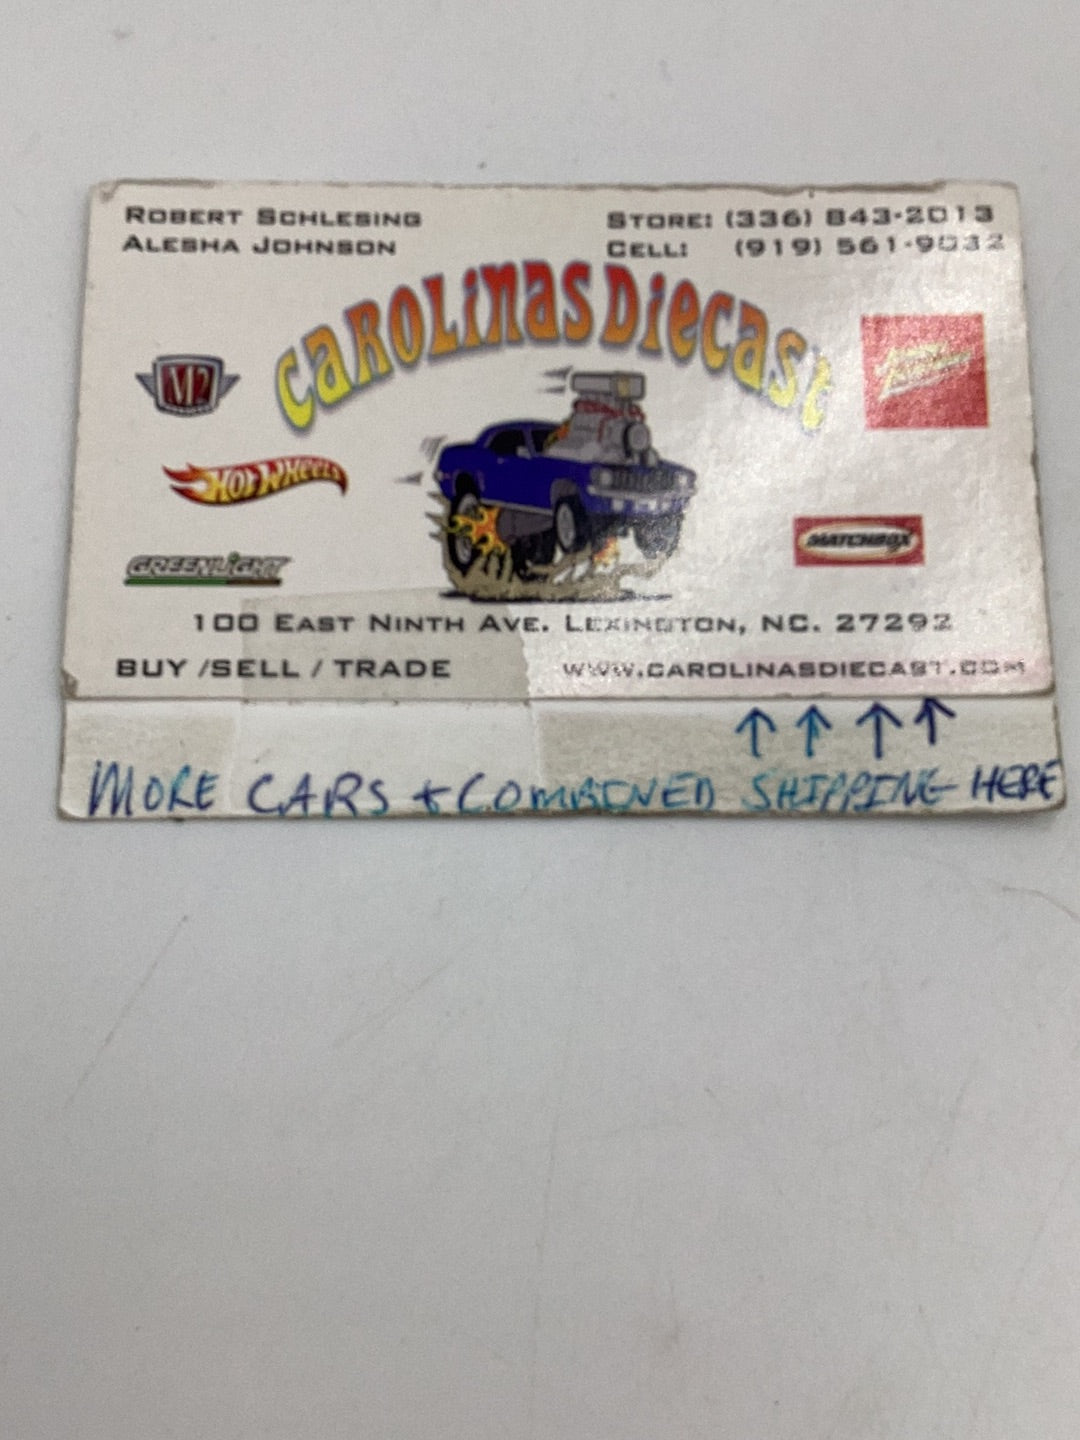 ROBERT SCHLESING
ALESHA JOHNSON
STORE: (336) 843-2013
CELL: (919) 561-9032
CAROLINAS DIECAST
M2
HOT WHEELS
GREENLIGHT
MATCHBOX
100 EAST NINTH AVE. LEXINGTON, NC. 27292
BUY /SELL / TRADE
WWW.CAROLINASDIECAST.COM
MORE CARS + COMBINED SHIPPING HERE